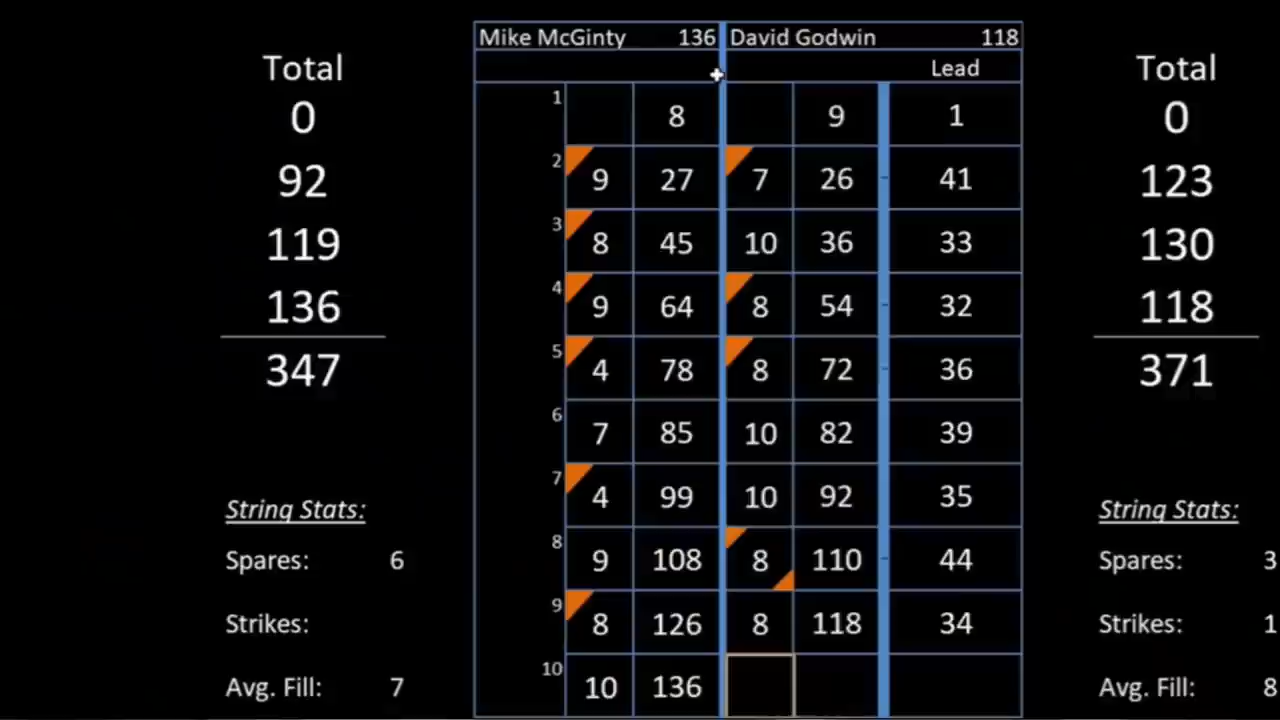 Mike McGinty 136 David Godwin 118
Total Lead Total
0 1 8 9 1 0
92 2 9 27 7 26 41 123
119 3 8 45 10 36 33 130
136 4 9 64 8 54 32 118
347 5 4 78 8 72 36 371
6 7 85 10 82 39
String Stats: 7 4 99 10 92 35 String Stats:
Spares: 6 8 9 108 8 110 44 Spares: 3
Strikes: 9 8 126 8 118 34 Strikes: 1
Avg. Fill: 7 10 10 136 Avg. Fill: 8